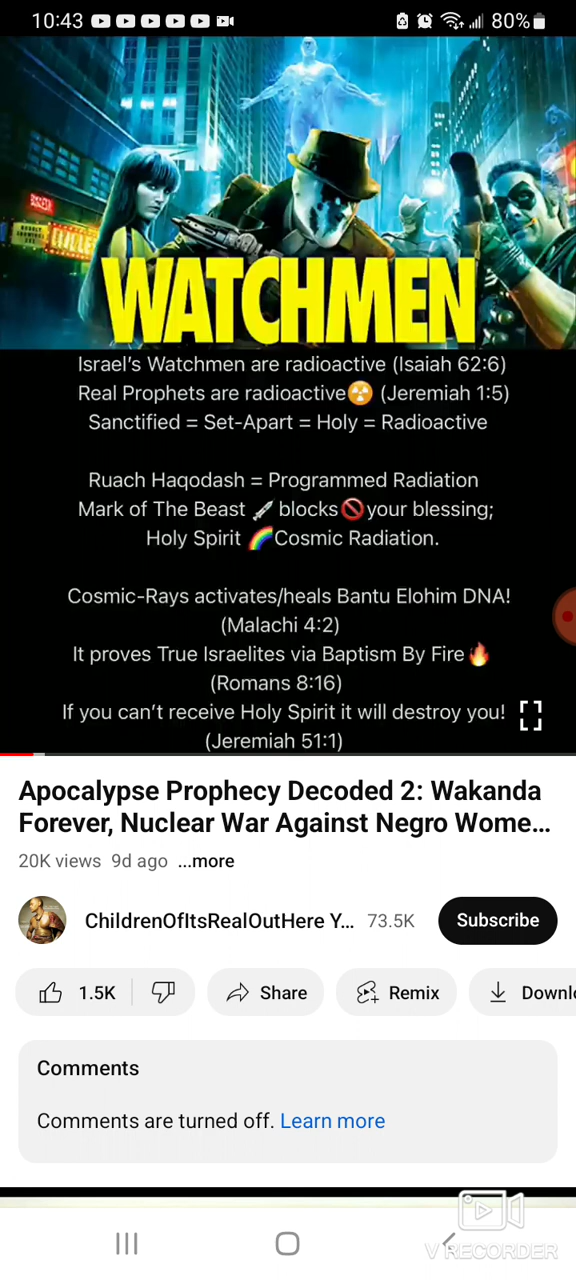 10:43
80%
WATCHMEN
Israel's Watchmen are radioactive (Isaiah 62:6)
Real Prophets are radioactive☢️ (Jeremiah 1:5)
Sanctified = Set-Apart = Holy = Radioactive
Ruach Haqodash = Programmed Radiation
Mark of The Beast 💉 blocks🚫your blessing;
Holy Spirit 🌈Cosmic Radiation.
Cosmic-Rays activates/heals Bantu Elohim DNA!
(Malachi 4:2)
It proves True Israelites via Baptism By Fire🔥
(Romans 8:16)
If you can't receive Holy Spirit it will destroy you!
(Jeremiah 51:1)
Apocalypse Prophecy Decoded 2: Wakanda
Forever, Nuclear War Against Negro Wome...
20K views 9d ago ...more
ChildrenOfItsRealOutHere Y... 73.5K Subscribe
1.5K Share Remix Downlo
Comments
Comments are turned off. Learn more
V RECORDER